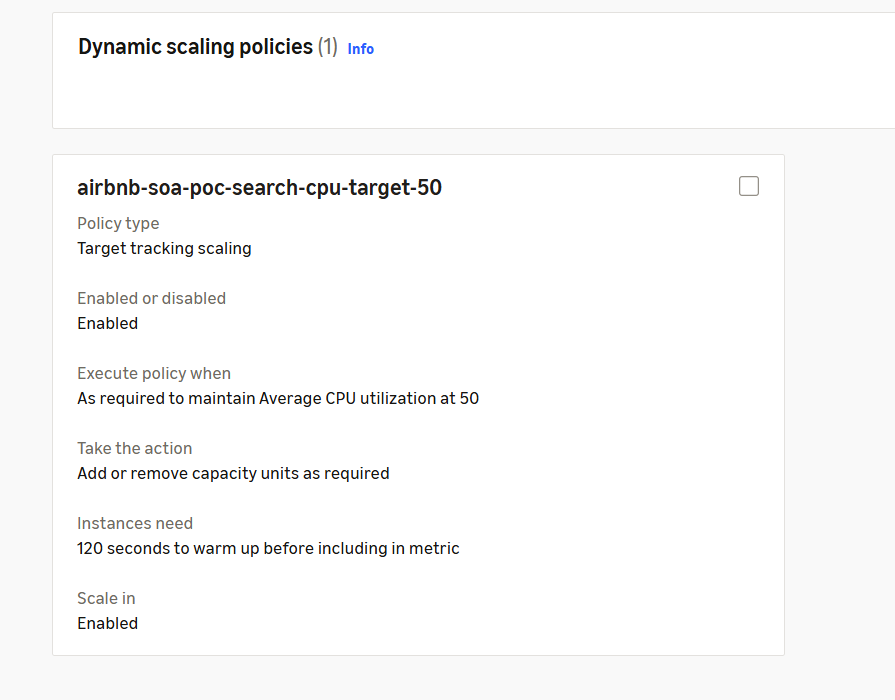 Dynamic scaling policies (1) Info
airbnb-soa-poc-search-cpu-target-50
Policy type
Target tracking scaling
Enabled or disabled
Enabled
Execute policy when
As required to maintain Average CPU utilization at 50
Take the action
Add or remove capacity units as required
Instances need
120 seconds to warm up before including in metric
Scale in
Enabled